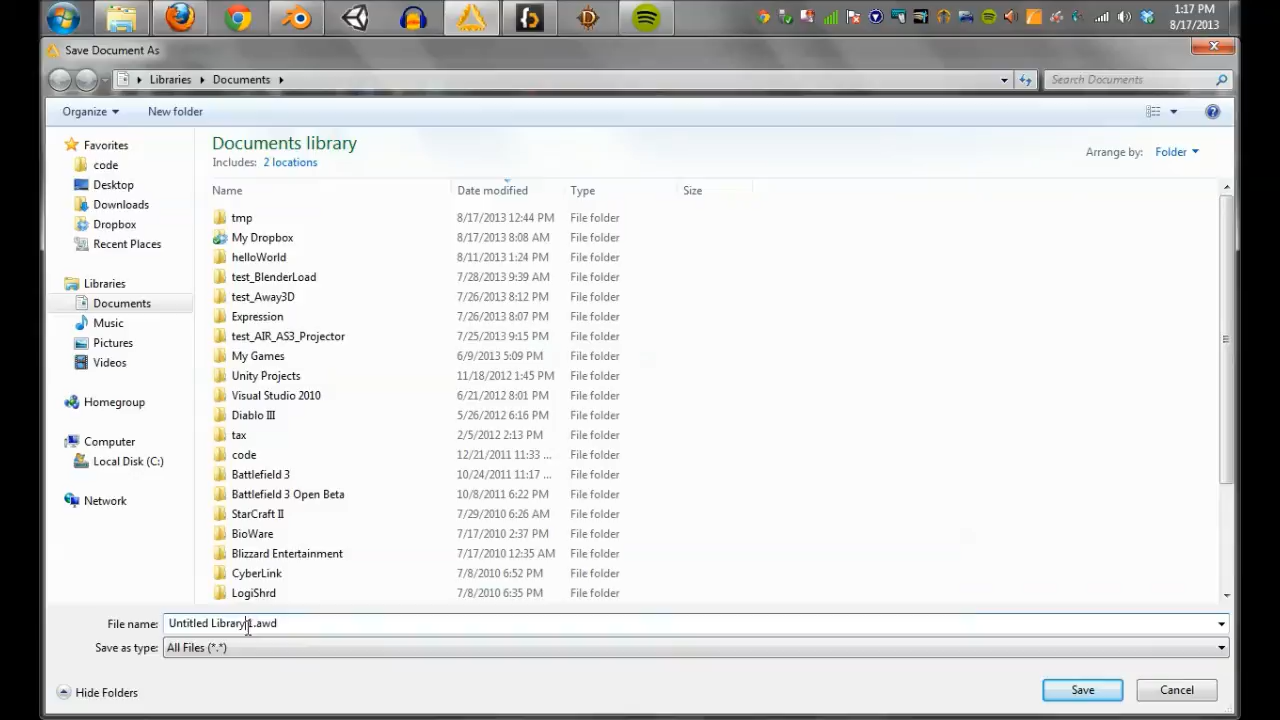 1:17 PM
8/17/2013
Save Document As
Libraries Documents
Search Documents
Organize New folder
Documents library
Includes: 2 locations
Arrange by: Folder
Name Date modified Type Size
Favorites
code
Desktop
Downloads
Dropbox
Recent Places
Libraries
Documents
Music
Pictures
Videos
Homegroup
Computer
Local Disk (C:)
Network
tmp 8/17/2013 12:44 PM File folder
My Dropbox 8/17/2013 8:08 AM File folder
helloWorld 8/11/2013 1:24 PM File folder
test_BlenderLoad 7/28/2013 9:39 AM File folder
test_Away3D 7/26/2013 8:12 PM File folder
Expression 7/26/2013 8:07 PM File folder
test_AIR_AS3_Projector 7/25/2013 9:15 PM File folder
My Games 6/9/2013 5:09 PM File folder
Unity Projects 11/18/2012 1:45 PM File folder
Visual Studio 2010 6/21/2012 8:01 PM File folder
Diablo III 5/26/2012 6:16 PM File folder
tax 2/5/2012 2:13 PM File folder
code 12/21/2011 11:33 ... File folder
Battlefield 3 10/24/2011 11:17 ... File folder
Battlefield 3 Open Beta 10/8/2011 6:22 PM File folder
StarCraft II 7/29/2010 6:26 AM File folder
BioWare 7/17/2010 2:37 PM File folder
Blizzard Entertainment 7/17/2010 12:35 AM File folder
CyberLink 7/8/2010 6:52 PM File folder
LogiShrd 7/8/2010 6:35 PM File folder
File name: Untitled Library 1.awd
Save as type: All Files (*.*)
Hide Folders Save Cancel